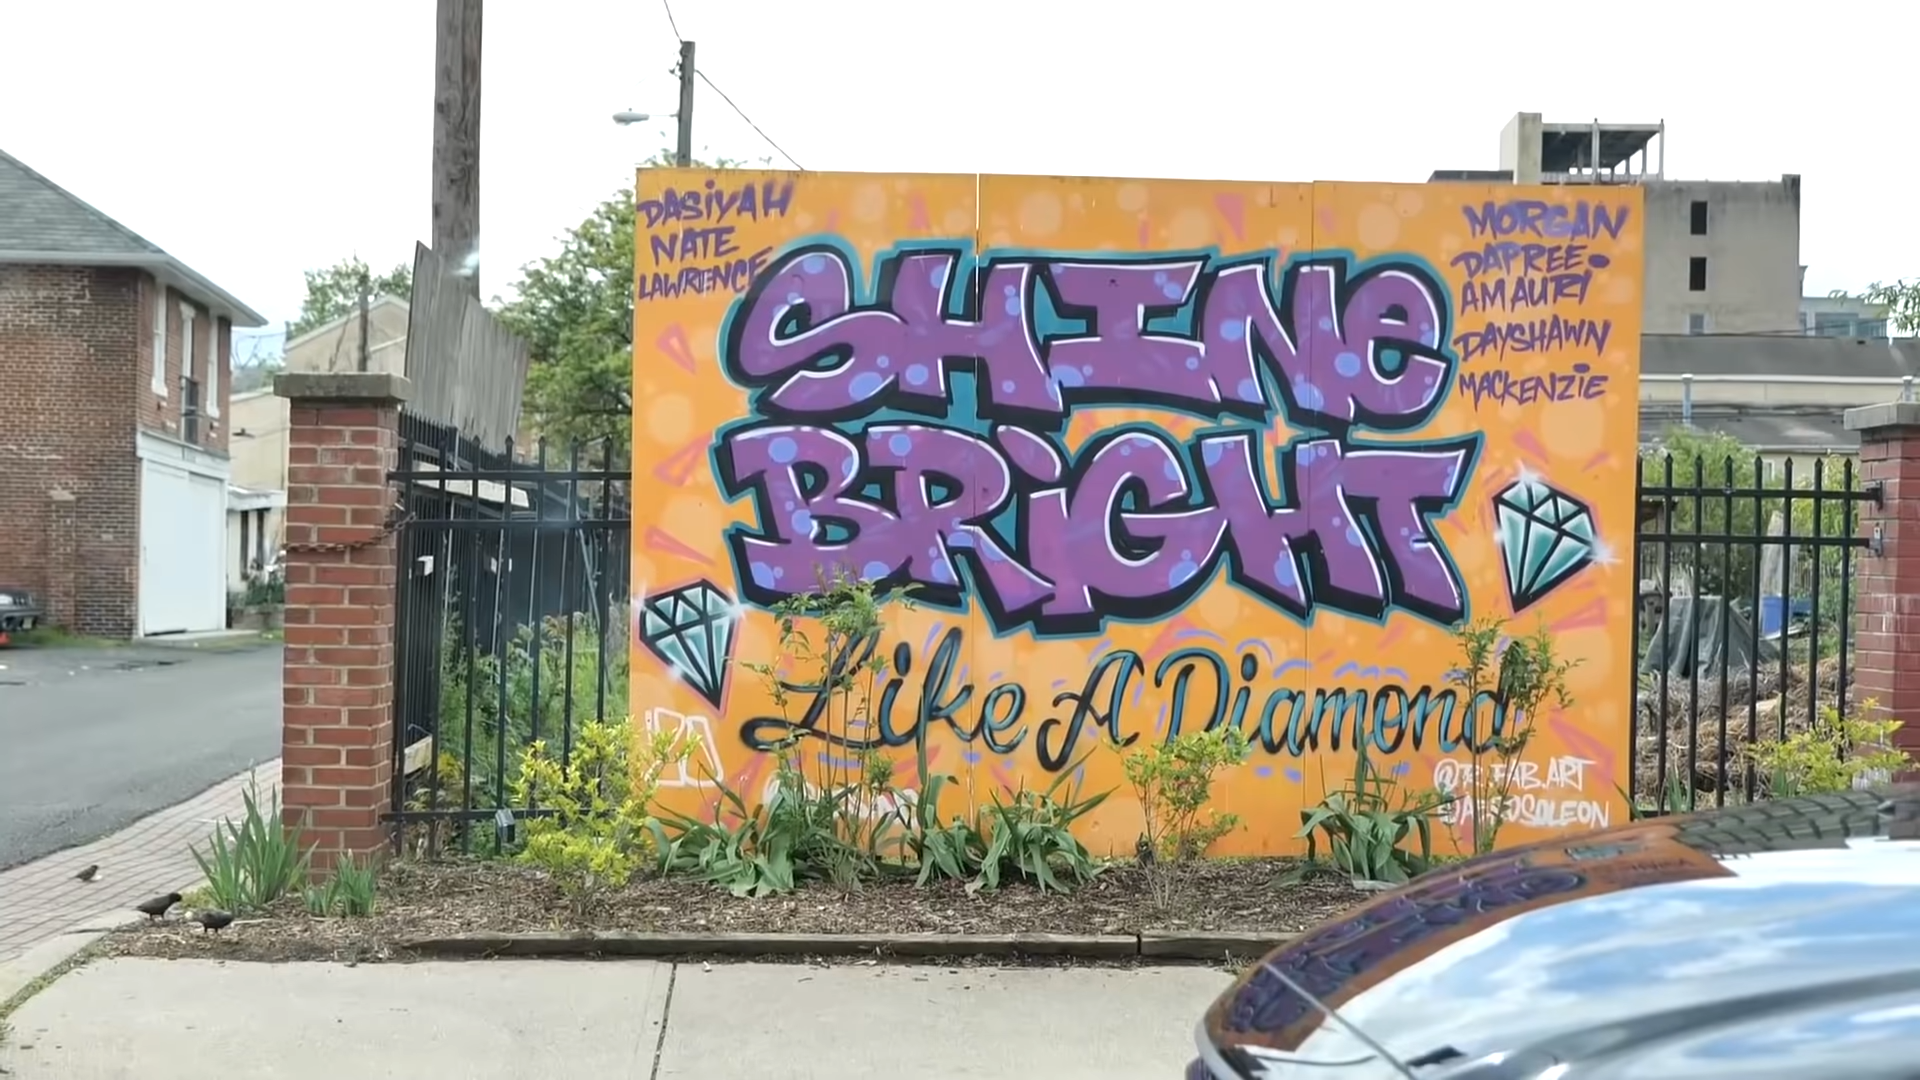 DASiYAH
NATE
LAWRENCE
SHINe
BRiGHT
Like A Diamond
MORGAN
DAPREE
AMAURI
DAYSHAWN
MACKENZIE